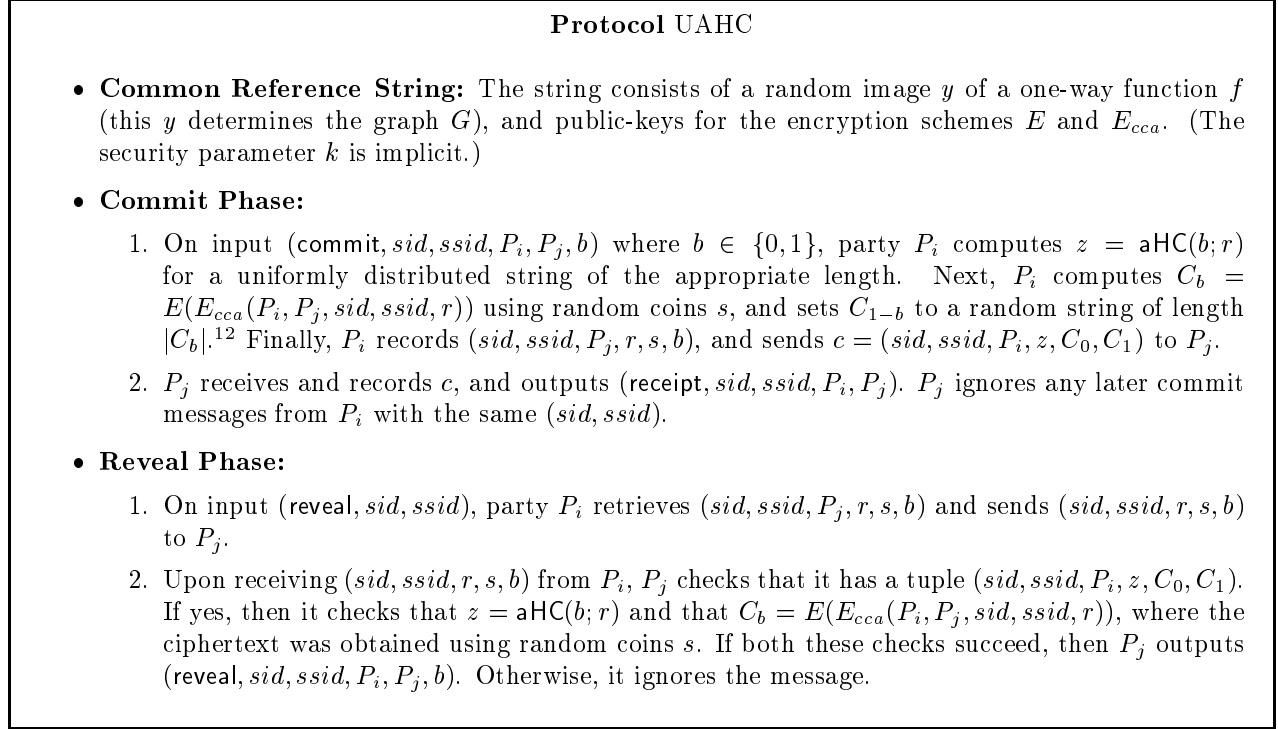 Protocol UAHC
• Common Reference String: The string consists of a random image y of a one-way function f
(this y determines the graph G), and public-keys for the encryption schemes E and E_{cca}. (The
security parameter k is implicit.)
• Commit Phase:
1. On input (commit, sid, ssid, P_i, P_j, b) where b ∈ {0, 1}, party P_i computes z = aHC(b; r)
for a uniformly distributed string of the appropriate length. Next, P_i computes C_b =
E(E_{cca}(P_i, P_j, sid, ssid, r)) using random coins s, and sets C_{1−b} to a random string of length
|C_b|.^{12} Finally, P_i records (sid, ssid, P_j, r, s, b), and sends c = (sid, ssid, P_i, z, C_0, C_1) to P_j.
2. P_j receives and records c, and outputs (receipt, sid, ssid, P_i, P_j). P_j ignores any later commit
messages from P_i with the same (sid, ssid).
• Reveal Phase:
1. On input (reveal, sid, ssid), party P_i retrieves (sid, ssid, P_j, r, s, b) and sends (sid, ssid, r, s, b)
to P_j.
2. Upon receiving (sid, ssid, r, s, b) from P_i, P_j checks that it has a tuple (sid, ssid, P_i, z, C_0, C_1).
If yes, then it checks that z = aHC(b; r) and that C_b = E(E_{cca}(P_i, P_j, sid, ssid, r)), where the
ciphertext was obtained using random coins s. If both these checks succeed, then P_j outputs
(reveal, sid, ssid, P_i, P_j, b). Otherwise, it ignores the message.